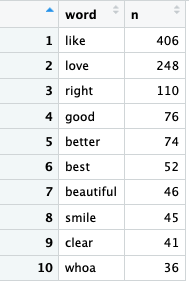 word n
1 like 406
2 love 248
3 right 110
4 good 76
5 better 74
6 best 52
7 beautiful 46
8 smile 45
9 clear 41
10 whoa 36